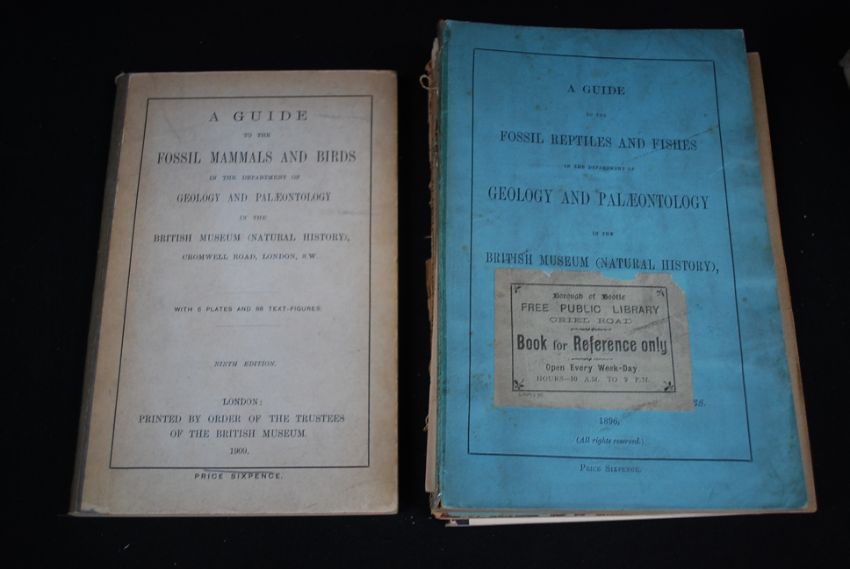 A GUIDE
TO THE
FOSSIL MAMMALS AND BIRDS
IN THE DEPARTMENT OF
GEOLOGY AND PALÆONTOLOGY
IN THE
BRITISH MUSEUM (NATURAL HISTORY),
CROMWELL ROAD, LONDON, S.W.
WITH 6 PLATES AND 88 TEXT-FIGURES.
NINTH EDITION.
LONDON:
PRINTED BY ORDER OF THE TRUSTEES
OF THE BRITISH MUSEUM.
1909.
PRICE SIXPENCE.
A GUIDE
TO THE
FOSSIL REPTILES AND FISHES
IN THE DEPARTMENT OF
GEOLOGY AND PALÆONTOLOGY
IN THE
BRITISH MUSEUM (NATURAL HISTORY),
Borough of Bootle
FREE PUBLIC LIBRARY
ORIEL ROAD
Book for Reference only
Open Every Week-Day
HOURS—10 A.M. TO 9 P.M.
1896.
(All rights reserved.)
PRICE SIXPENCE.